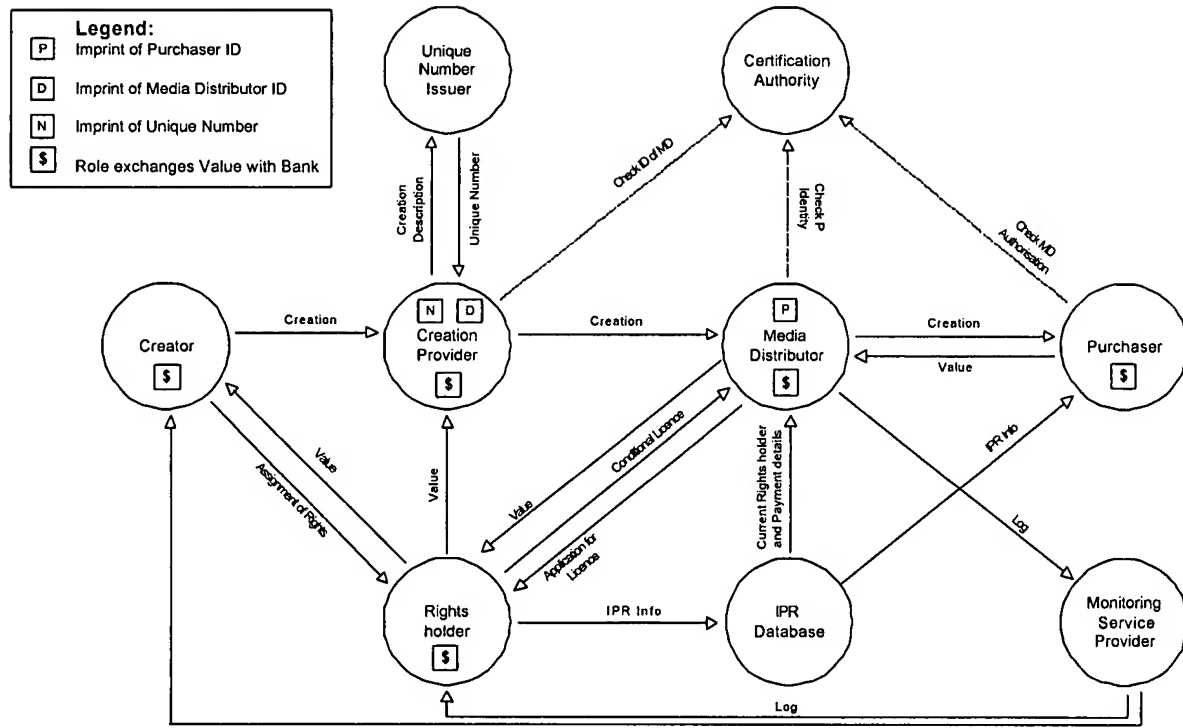 Legend:
P Imprint of Purchaser ID
D Imprint of Media Distributor ID
N Imprint of Unique Number
$ Role exchanges Value with Bank
Unique
Number
Issuer
Certification
Authority
Creation
Description
Unique Number
Check ID of MD
Check P
Identity
Check MD
Authorisation
Creator
$
Creation
N D
Creation
Provider
$
Creation
P
Media
Distributor
$
Creation
Value
Purchaser
$
Value
Assignment of Rights
Value
Value
Conditional Licence
Application for
Licence
Current Rights holder
and Payment details
IPR Info
Log
Rights
holder
$
IPR Info
IPR
Database
Monitoring
Service
Provider
Log